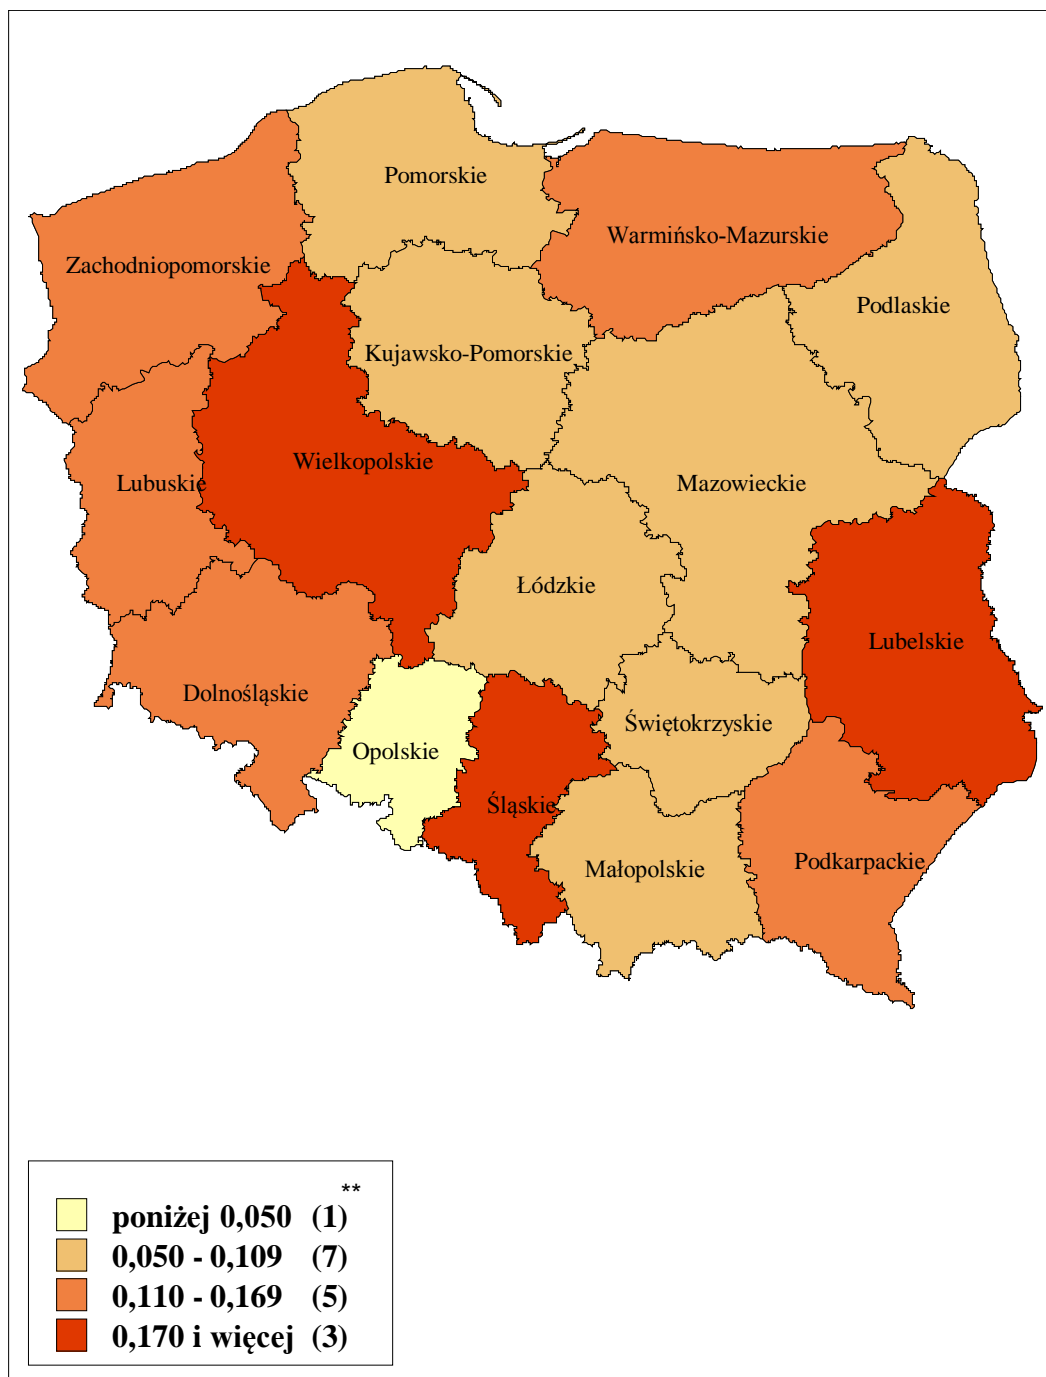 Pomorskie
Warmińsko-Mazurskie
Zachodniopomorskie
Podlaskie
Kujawsko-Pomorskie
Wielkopolskie
Lubuskie
Mazowieckie
Łódzkie
Lubelskie
Dolnośląskie
Świętokrzyskie
Opolskie
Śląskie
Podkarpackie
Małopolskie
**
poniżej 0,050 (1)
0,050 - 0,109 (7)
0,110 - 0,169 (5)
0,170 i więcej (3)